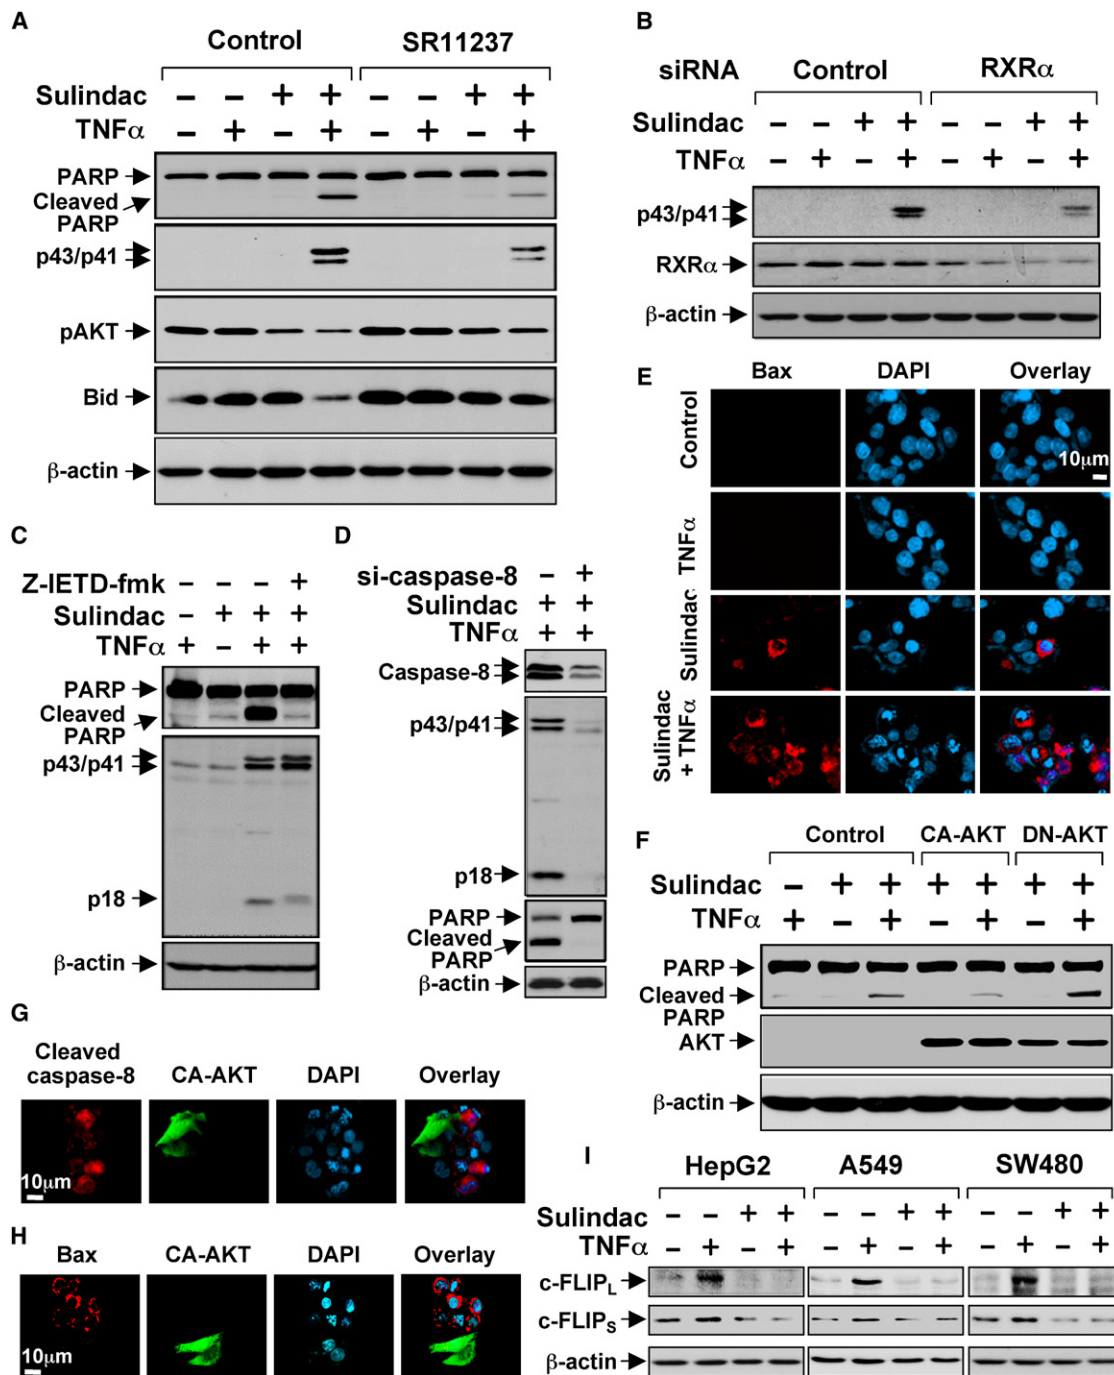 A
Control SR11237
Sulindac − − + + − − + +
TNFα − + − + − + − +
PARP
Cleaved
PARP
p43/p41
pAKT
Bid
β-actin
B
siRNA Control RXRα
Sulindac − − + + − − + +
TNFα − + − + − + − +
p43/p41
RXRα
β-actin
C
Z-IETD-fmk − − − +
Sulindac − + + +
TNFα + − + +
PARP
Cleaved
PARP
p43/p41
p18
β-actin
D
si-caspase-8 − +
Sulindac + +
TNFα + +
Caspase-8
p43/p41
p18
PARP
Cleaved
PARP
β-actin
E
Bax DAPI Overlay
Control
10µm
TNFα
Sulindac
Sulindac
+ TNFα
F
Control CA-AKT DN-AKT
Sulindac − + + + + + +
TNFα + − + − + − +
PARP
Cleaved
PARP
AKT
β-actin
G
Cleaved
caspase-8 CA-AKT DAPI Overlay
10µm
H
Bax CA-AKT DAPI Overlay
10µm
I
HepG2 A549 SW480
Sulindac − − + + − − + + − − + +
TNFα − + − + − + − + − + − +
c-FLIPL
c-FLIPS
β-actin